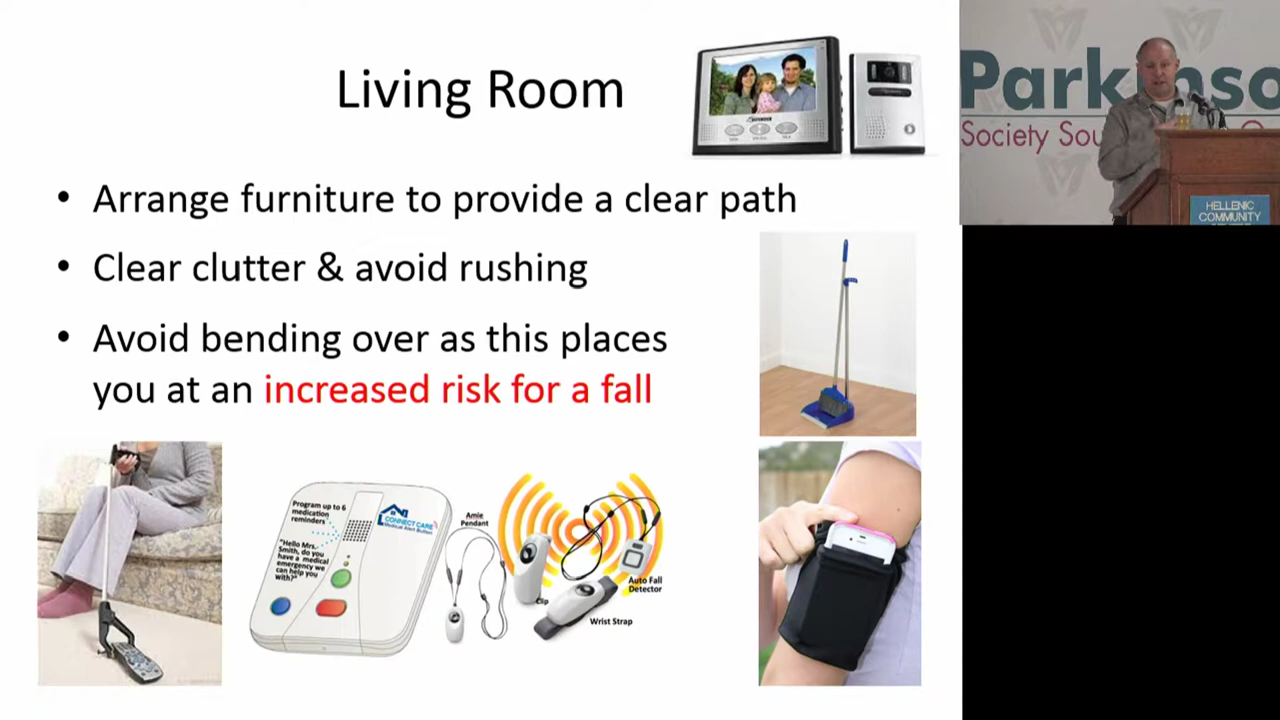 Living Room
• Arrange furniture to provide a clear path
• Clear clutter & avoid rushing
• Avoid bending over as this places
you at an increased risk for a fall
Program up to 6
medication
reminders
CONNECT CARE
Medical Alert Button
"Hello Mrs.
Smith, do you
have a medical
emergency we
can help you
with?"
Amie
Pendant
Clip
Wrist Strap
Auto Fall
Detector
Parkinso
Society Sou
HELLENIC
COMMUNITY